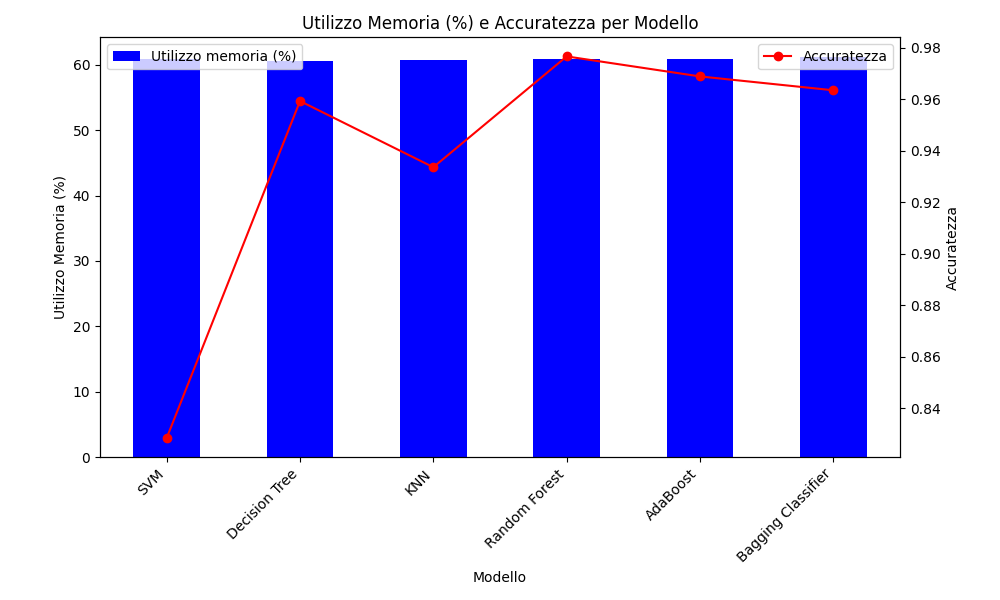 Utilizzo Memoria (%) e Accuratezza per Modello
Utilizzo memoria (%)
Accuratezza
Utilizzo Memoria (%)
60
50
40
30
20
10
0
0.98
0.96
0.94
0.92
0.90
0.88
0.86
0.84
Accuratezza
SVM
Decision Tree
KNN
Random Forest
AdaBoost
Bagging Classifier
Modello